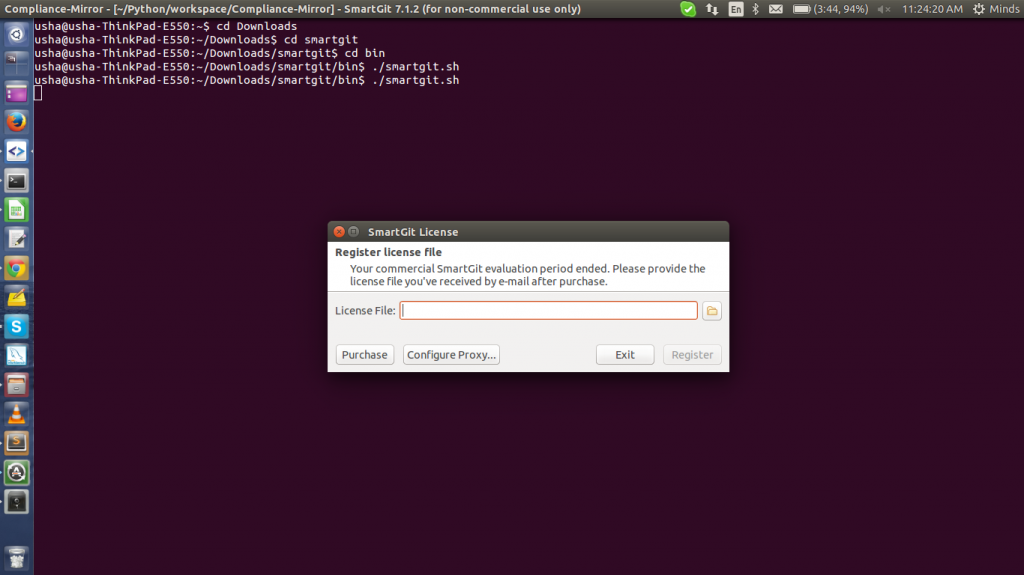 Compliance-Mirror - [~/Python/workspace/Compliance-Mirror] - SmartGit 7.1.2 (for non-commercial use only) En (3:44, 94%) 11:24:20 AM Minds
usha@usha-ThinkPad-E550:~$ cd Downloads
usha@usha-ThinkPad-E550:~/Downloads$ cd smartgit
usha@usha-ThinkPad-E550:~/Downloads/smartgit$ cd bin
usha@usha-ThinkPad-E550:~/Downloads/smartgit/bin$ ./smartgit.sh
usha@usha-ThinkPad-E550:~/Downloads/smartgit/bin$ ./smartgit.sh
SmartGit License
Register license file
Your commercial SmartGit evaluation period ended. Please provide the
license file you've received by e-mail after purchase.
License File:
Purchase Configure Proxy... Exit Register